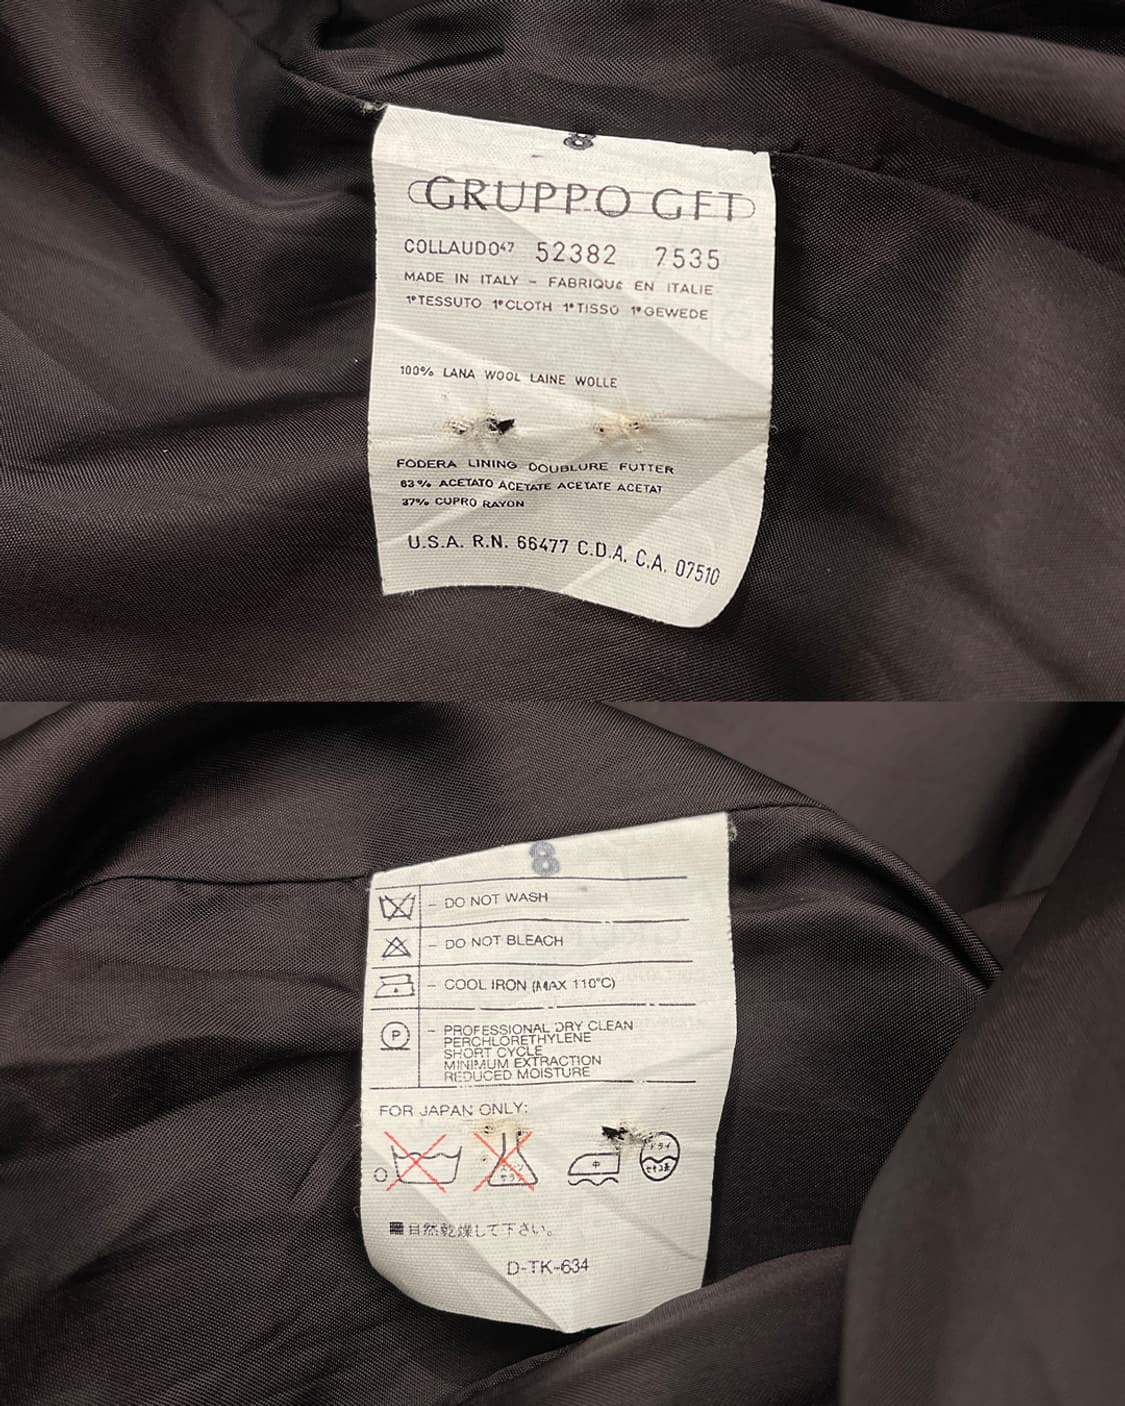 8
GRUPPO GFT
COLLAUDO47 52382 7535
MADE IN ITALY - FABRIQUé EN ITALIE
1°TESSUTO 1°CLOTH 1°TISSO 1°GEWEDE
100% LANA WOOL LAINE WOLLE
FODERA LINING DOUBLURE FUTTER
63% ACETATO ACETATE ACETATE ACETAT
37% CUPRO RAYON
U.S.A. R.N. 66477 C.D.A. C.A. 07510
8
- DO NOT WASH
- DO NOT BLEACH
- COOL IRON (MAX 110°C)
P
- PROFESSIONAL DRY CLEAN
PERCHLORETHYLENE
SHORT CYCLE
MINIMUM EXTRACTION
REDUCED MOISTURE
FOR JAPAN ONLY:
中
ドライ
自然乾燥して下さい。
D-TK-634